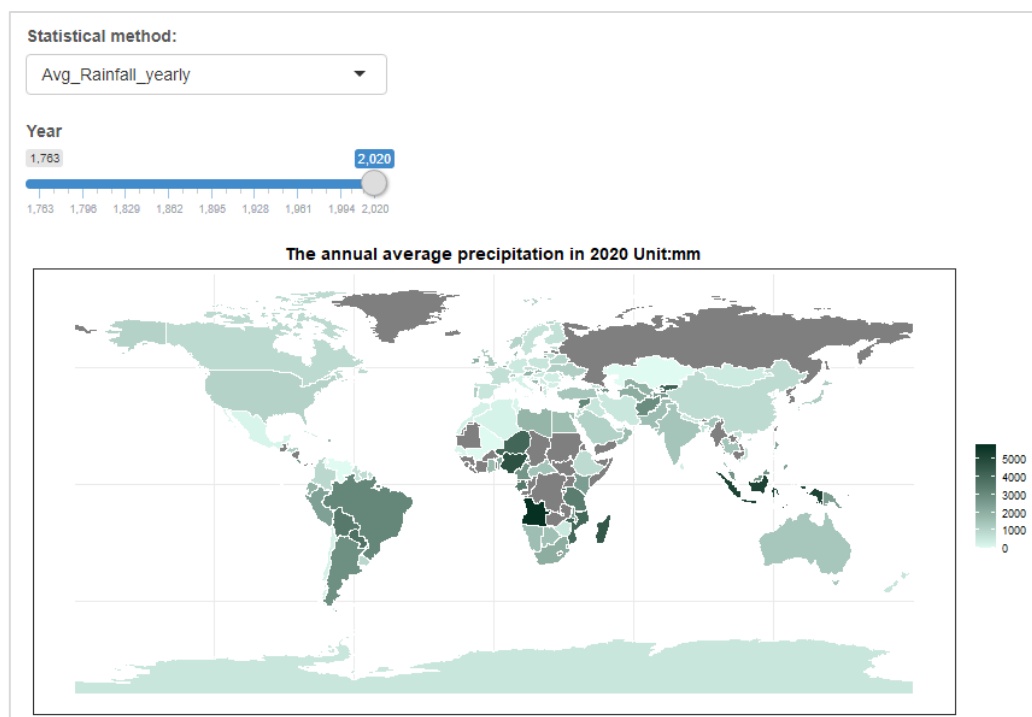 Statistical method:
Avg_Rainfall_yearly
Year
1,763 2,020
1,763 1,796 1,829 1,862 1,895 1,928 1,961 1,994 2,020
The annual average precipitation in 2020 Unit:mm
5000
4000
3000
2000
1000
0